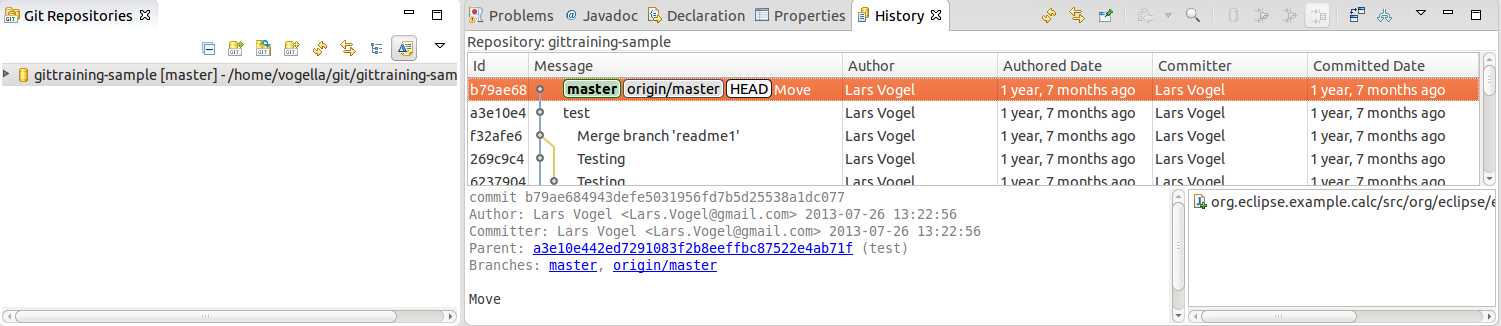 Git Repositories
gittraining-sample [master] - /home/vogella/git/gittraining-sam
Problems @ Javadoc Declaration Properties History
Repository: gittraining-sample
Id Message Author Authored Date Committer Committed Date
b79ae68 master origin/master HEAD Move Lars Vogel 1 year, 7 months ago Lars Vogel 1 year, 7 months ago
a3e10e4 test Lars Vogel 1 year, 7 months ago Lars Vogel 1 year, 7 months ago
f32afe6 Merge branch 'readme1' Lars Vogel 1 year, 7 months ago Lars Vogel 1 year, 7 months ago
269c9c4 Testing Lars Vogel 1 year, 7 months ago Lars Vogel 1 year, 7 months ago
6237904 Testing Lars Vogel 1 year, 7 months ago Lars Vogel 1 year, 7 months ago
commit b79ae684943defe5031956fd7b5d25538a1dc077
Author: Lars Vogel <Lars.Vogel@gmail.com> 2013-07-26 13:22:56
Committer: Lars Vogel <Lars.Vogel@gmail.com> 2013-07-26 13:22:56
Parent: a3e10e442ed7291083f2b8eeffbc87522e4ab71f (test)
Branches: master, origin/master
Move
org.eclipse.example.calc/src/org/eclipse/e